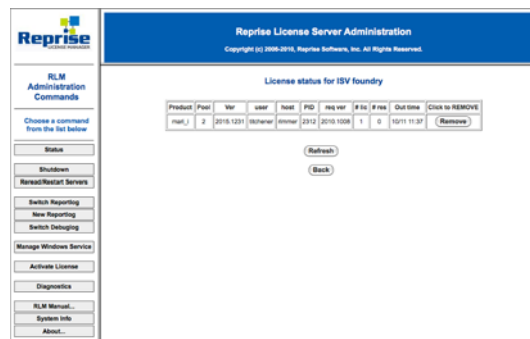 Reprise
LICENSE MANAGER
RLM
Administration
Commands
Choose a command
from the list below
Status
Shutdown
Reread/Restart Servers
Switch Reportlog
New Reportlog
Switch Debuglog
Manage Windows Service
Activate License
Diagnostics
RLM Manual...
System Info
About...
Reprise License Server Administration
Copyright (c) 2006-2010, Reprise Software, Inc. All Rights Reserved.
License status for ISV foundry
Product Pool Ver user host PID req ver # lic # res Out time Click to REMOVE
mari_i 2 2015.1231 titchener rimmer 2312 2010.1008 1 0 10/11 11:37 Remove
Refresh
Back